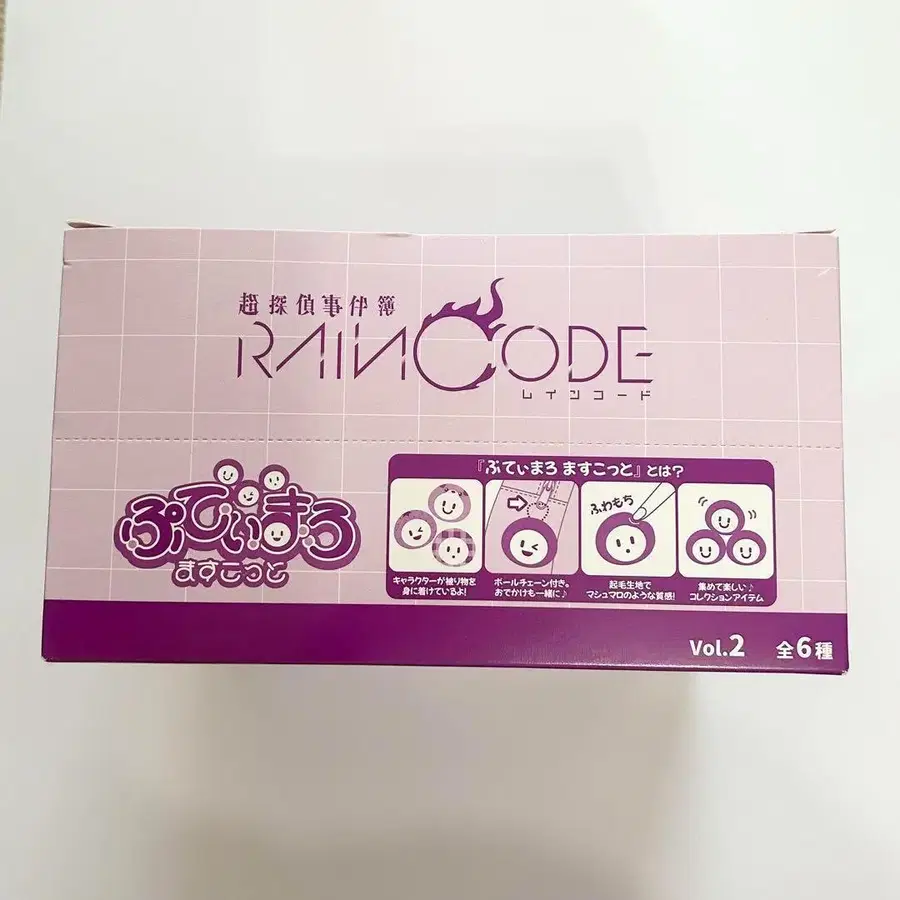 超探偵事件簿
RAINCODE
レインコード
ぷてぃまろ
ますこっと
『ぷてぃまろ ますこっと』とは?
キャラクターが被り物を
身に着けているよ!
ボールチェーン付き。
おでかけも一緒に♪
ふわもち
起毛生地で
マシュマロのような質感!
集めて楽しい♪
コレクションアイテム
Vol.2 全6種